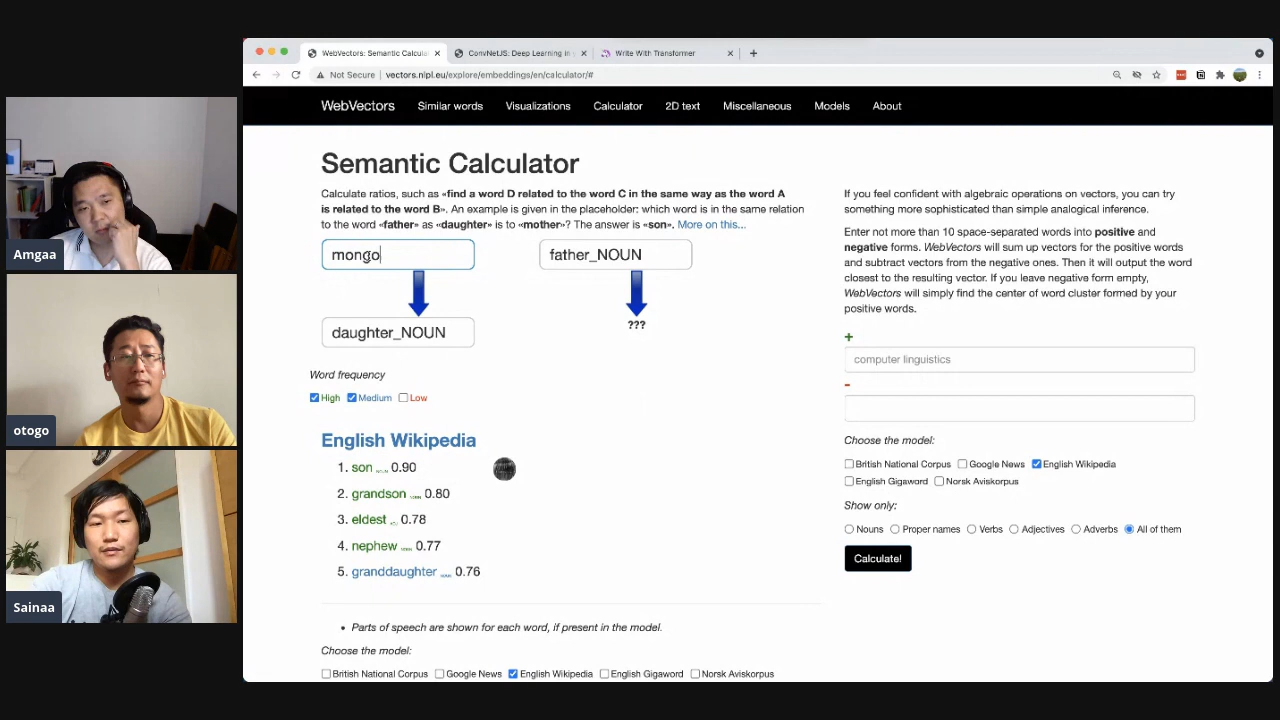 WebVectors: Semantic Calcula
ConvNetJS: Deep Learning in
Write With Transformer
Not Secure
vectors.nlpl.eu/explore/embeddings/en/calculator/#
WebVectors
Similar words
Visualizations
Calculator
2D text
Miscellaneous
Models
About
Semantic Calculator
Calculate ratios, such as «find a word D related to the word C in the same way as the word A
is related to the word B». An example is given in the placeholder: which word is in the same relation
to the word «father» as «daughter» is to «mother»? The answer is «son». More on this...
mongo
father_NOUN
daughter_NOUN
???
Word frequency
High Medium Low
English Wikipedia
1. son NOUN 0.90
2. grandson NOUN 0.80
3. eldest 0.78
4. nephew NOUN 0.77
5. granddaughter NOUN 0.76
• Parts of speech are shown for each word, if present in the model.
Choose the model:
British National Corpus Google News English Wikipedia English Gigaword Norsk Aviskorpus
If you feel confident with algebraic operations on vectors, you can try
something more sophisticated than simple analogical inference.
Enter not more than 10 space-separated words into positive and
negative forms. WebVectors will sum up vectors for the positive words
and subtract vectors from the negative ones. Then it will output the word
closest to the resulting vector. If you leave negative form empty,
WebVectors will simply find the center of word cluster formed by your
positive words.
+
computer linguistics
-
Choose the model:
British National Corpus Google News English Wikipedia
English Gigaword Norsk Aviskorpus
Show only:
Nouns Proper names Verbs Adjectives Adverbs All of them
Calculate!
Amgaa
otogo
Sainaa